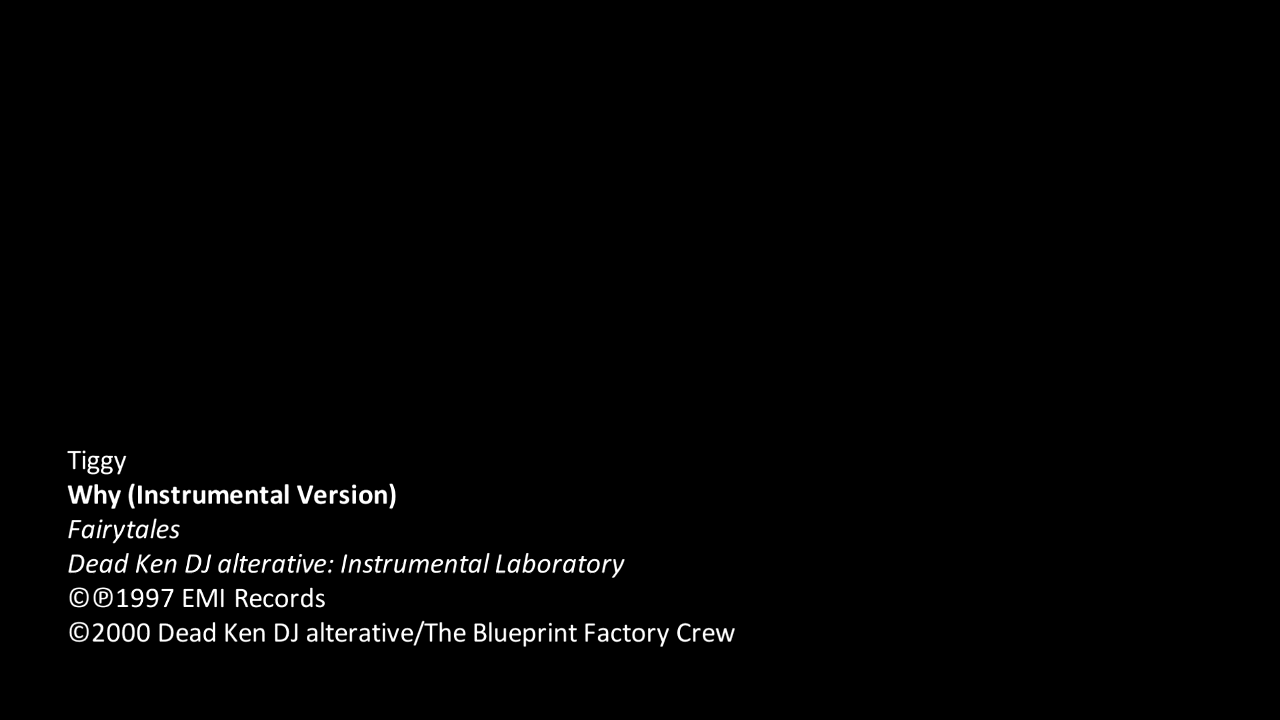 Tiggy
Why (Instrumental Version)
Fairytales
Dead Ken DJ alterative: Instrumental Laboratory
©℗1997 EMI Records
©2000 Dead Ken DJ alterative/The Blueprint Factory Crew